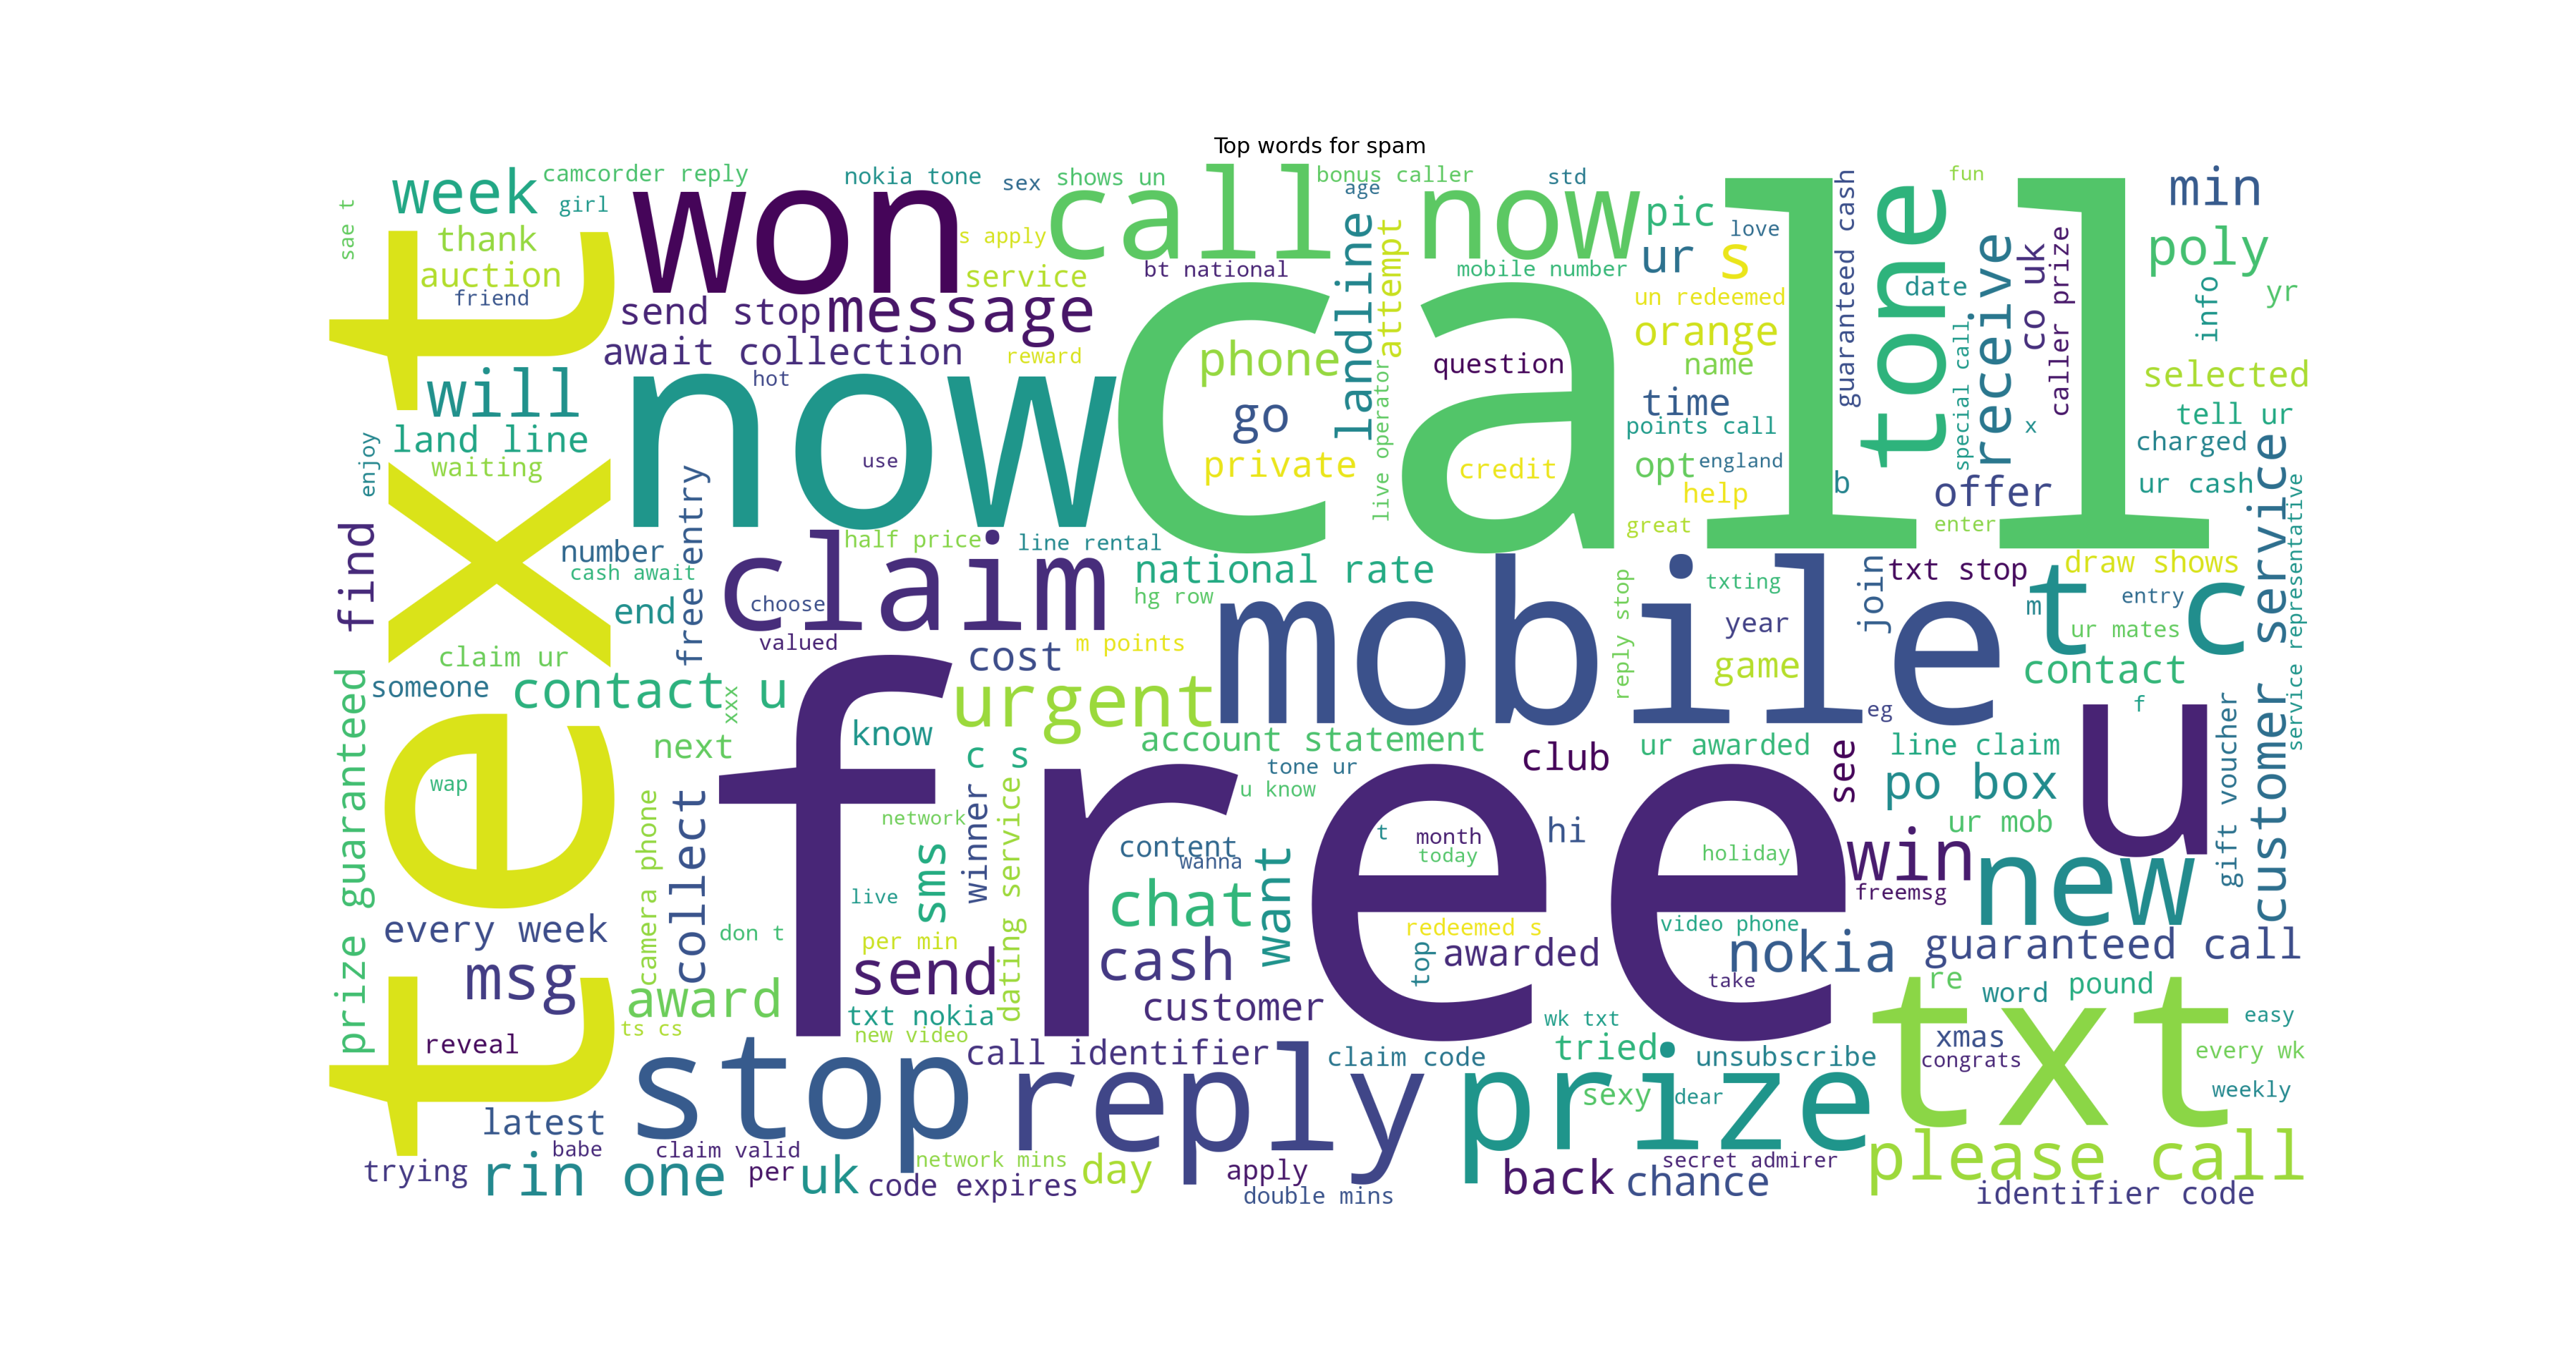 Top words for spam
camcorder reply
nokia tone
sex
shows un
call now
bonus caller
age
std
fun
min
week
girl
sae t
won
s apply
pic
love
guaranteed cash
tone
thank
auction
friend
service
bt national
landline
attempt
mobile number
ur
s
receive
co uk
caller prize
date
poly
info
yr
send stop
message
un redeemed
orange
await collection
reward
phone
question
name
special call
selected
call
text
will
hot
now
go
live operator
time
points call
x
tell ur
land line
waiting
enjoy
use
private
credit
opt
england
help
b
offer
charged
ur cash
customer service
service representative
great
enter
find
number
cash await
free entry
half price
line rental
claim
national rate
hg row
mobile
reply stop
txting
join
txt stop
draw shows
t c
m
entry
end
choose
valued
cost
m points
year
game
ur mates
contact
claim ur
someone
contact u
xxx
urgent
eg
f
u
prize guaranteed
next
know
c s
account statement
tone ur
u know
club
ur awarded
see
line claim
po box
gift voucher
wap
free
camera phone
collect
network
sms
winner
dating service
content
wanna
t
month
today
hi
holiday
ur mob
win
freemsg
new
live
chat
want
every week
don t
per min
redeemed s
video phone
msg
send
cash
top
awarded
nokia
guaranteed call
take
award
txt nokia
customer
re
word
pound
txt
reveal
ts cs
new video
wk txt
xmas
congrats
easy
every wk
weekly
stop
call identifier
reply
claim code
tried
unsubscribe
prize
sexy
dear
latest
babe
claim valid
trying
rin one
per
uk
network mins
code expires
day
apply
double mins
back
secret admirer
chance
please call
identifier code